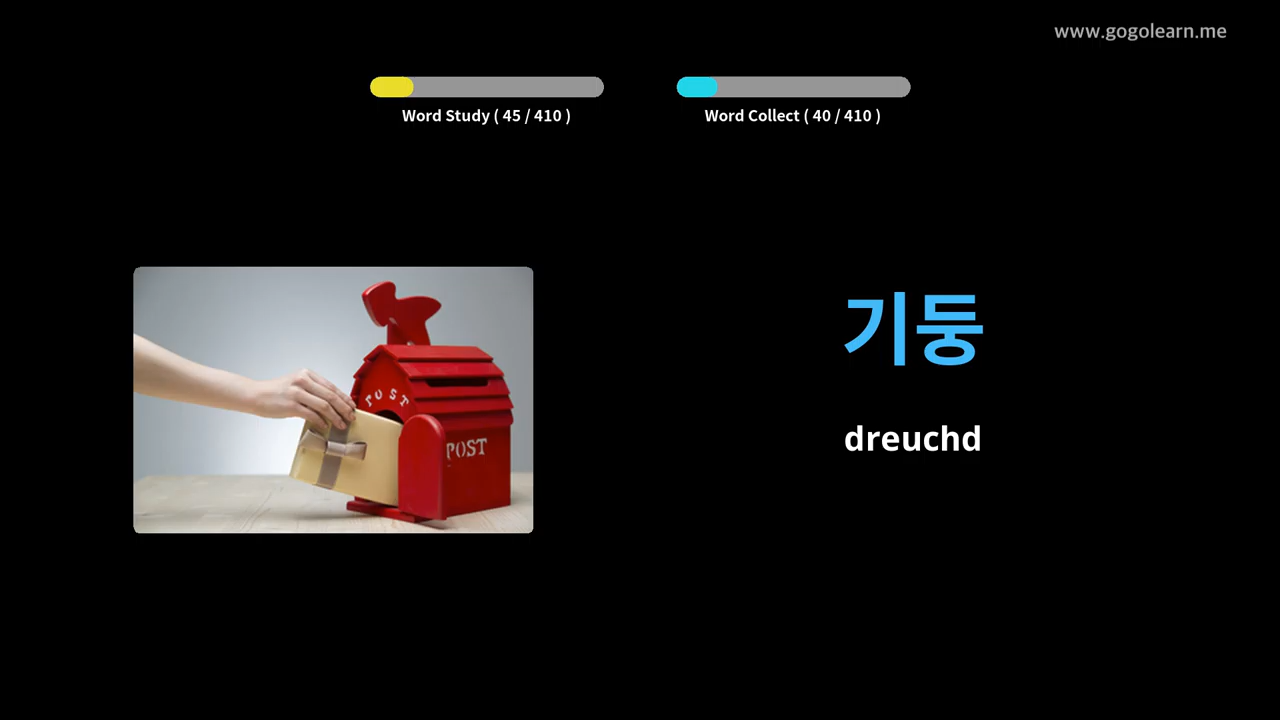 www.gogolearn.me
Word Study ( 45 / 410 )
Word Collect ( 40 / 410 )
POST
POST
기둥
dreuchd